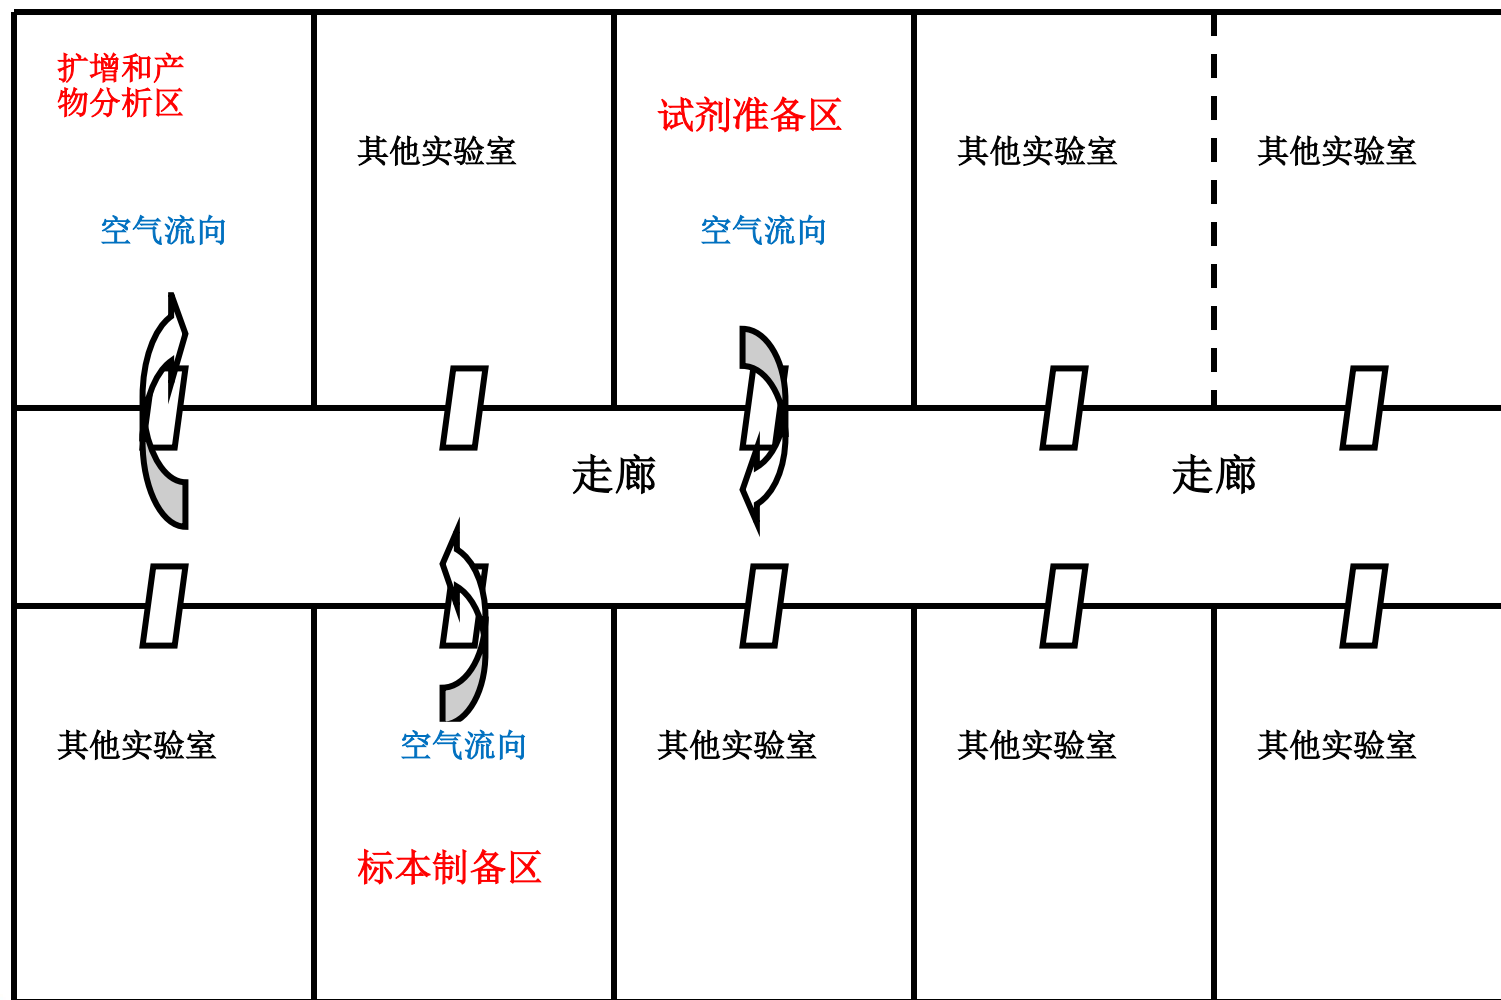 扩增和产
物分析区
试剂准备区
其他实验室
其他实验室
其他实验室
空气流向
空气流向
走廊
走廊
其他实验室
空气流向
其他实验室
其他实验室
其他实验室
标本制备区